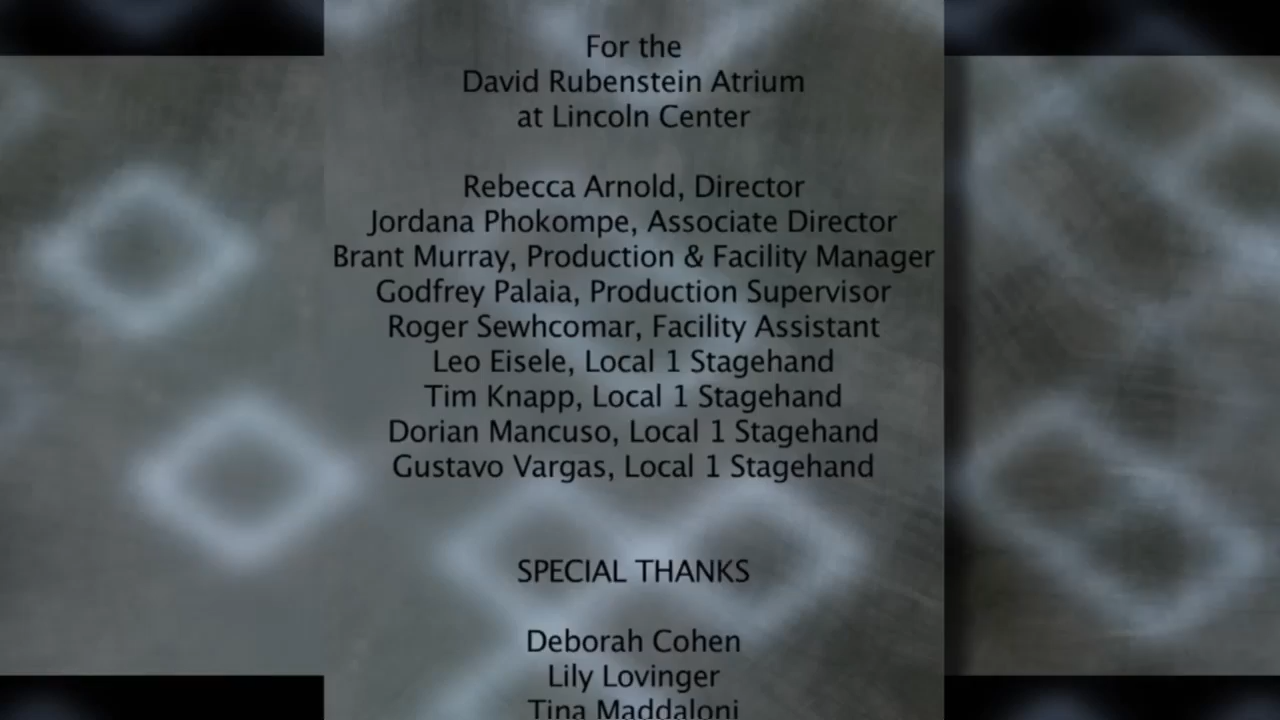 For the
David Rubenstein Atrium
at Lincoln Center
Rebecca Arnold, Director
Jordana Phokompe, Associate Director
Brant Murray, Production & Facility Manager
Godfrey Palaia, Production Supervisor
Roger Sewhcomar, Facility Assistant
Leo Eisele, Local 1 Stagehand
Tim Knapp, Local 1 Stagehand
Dorian Mancuso, Local 1 Stagehand
Gustavo Vargas, Local 1 Stagehand
SPECIAL THANKS
Deborah Cohen
Lily Lovinger
Tina Maddaloni